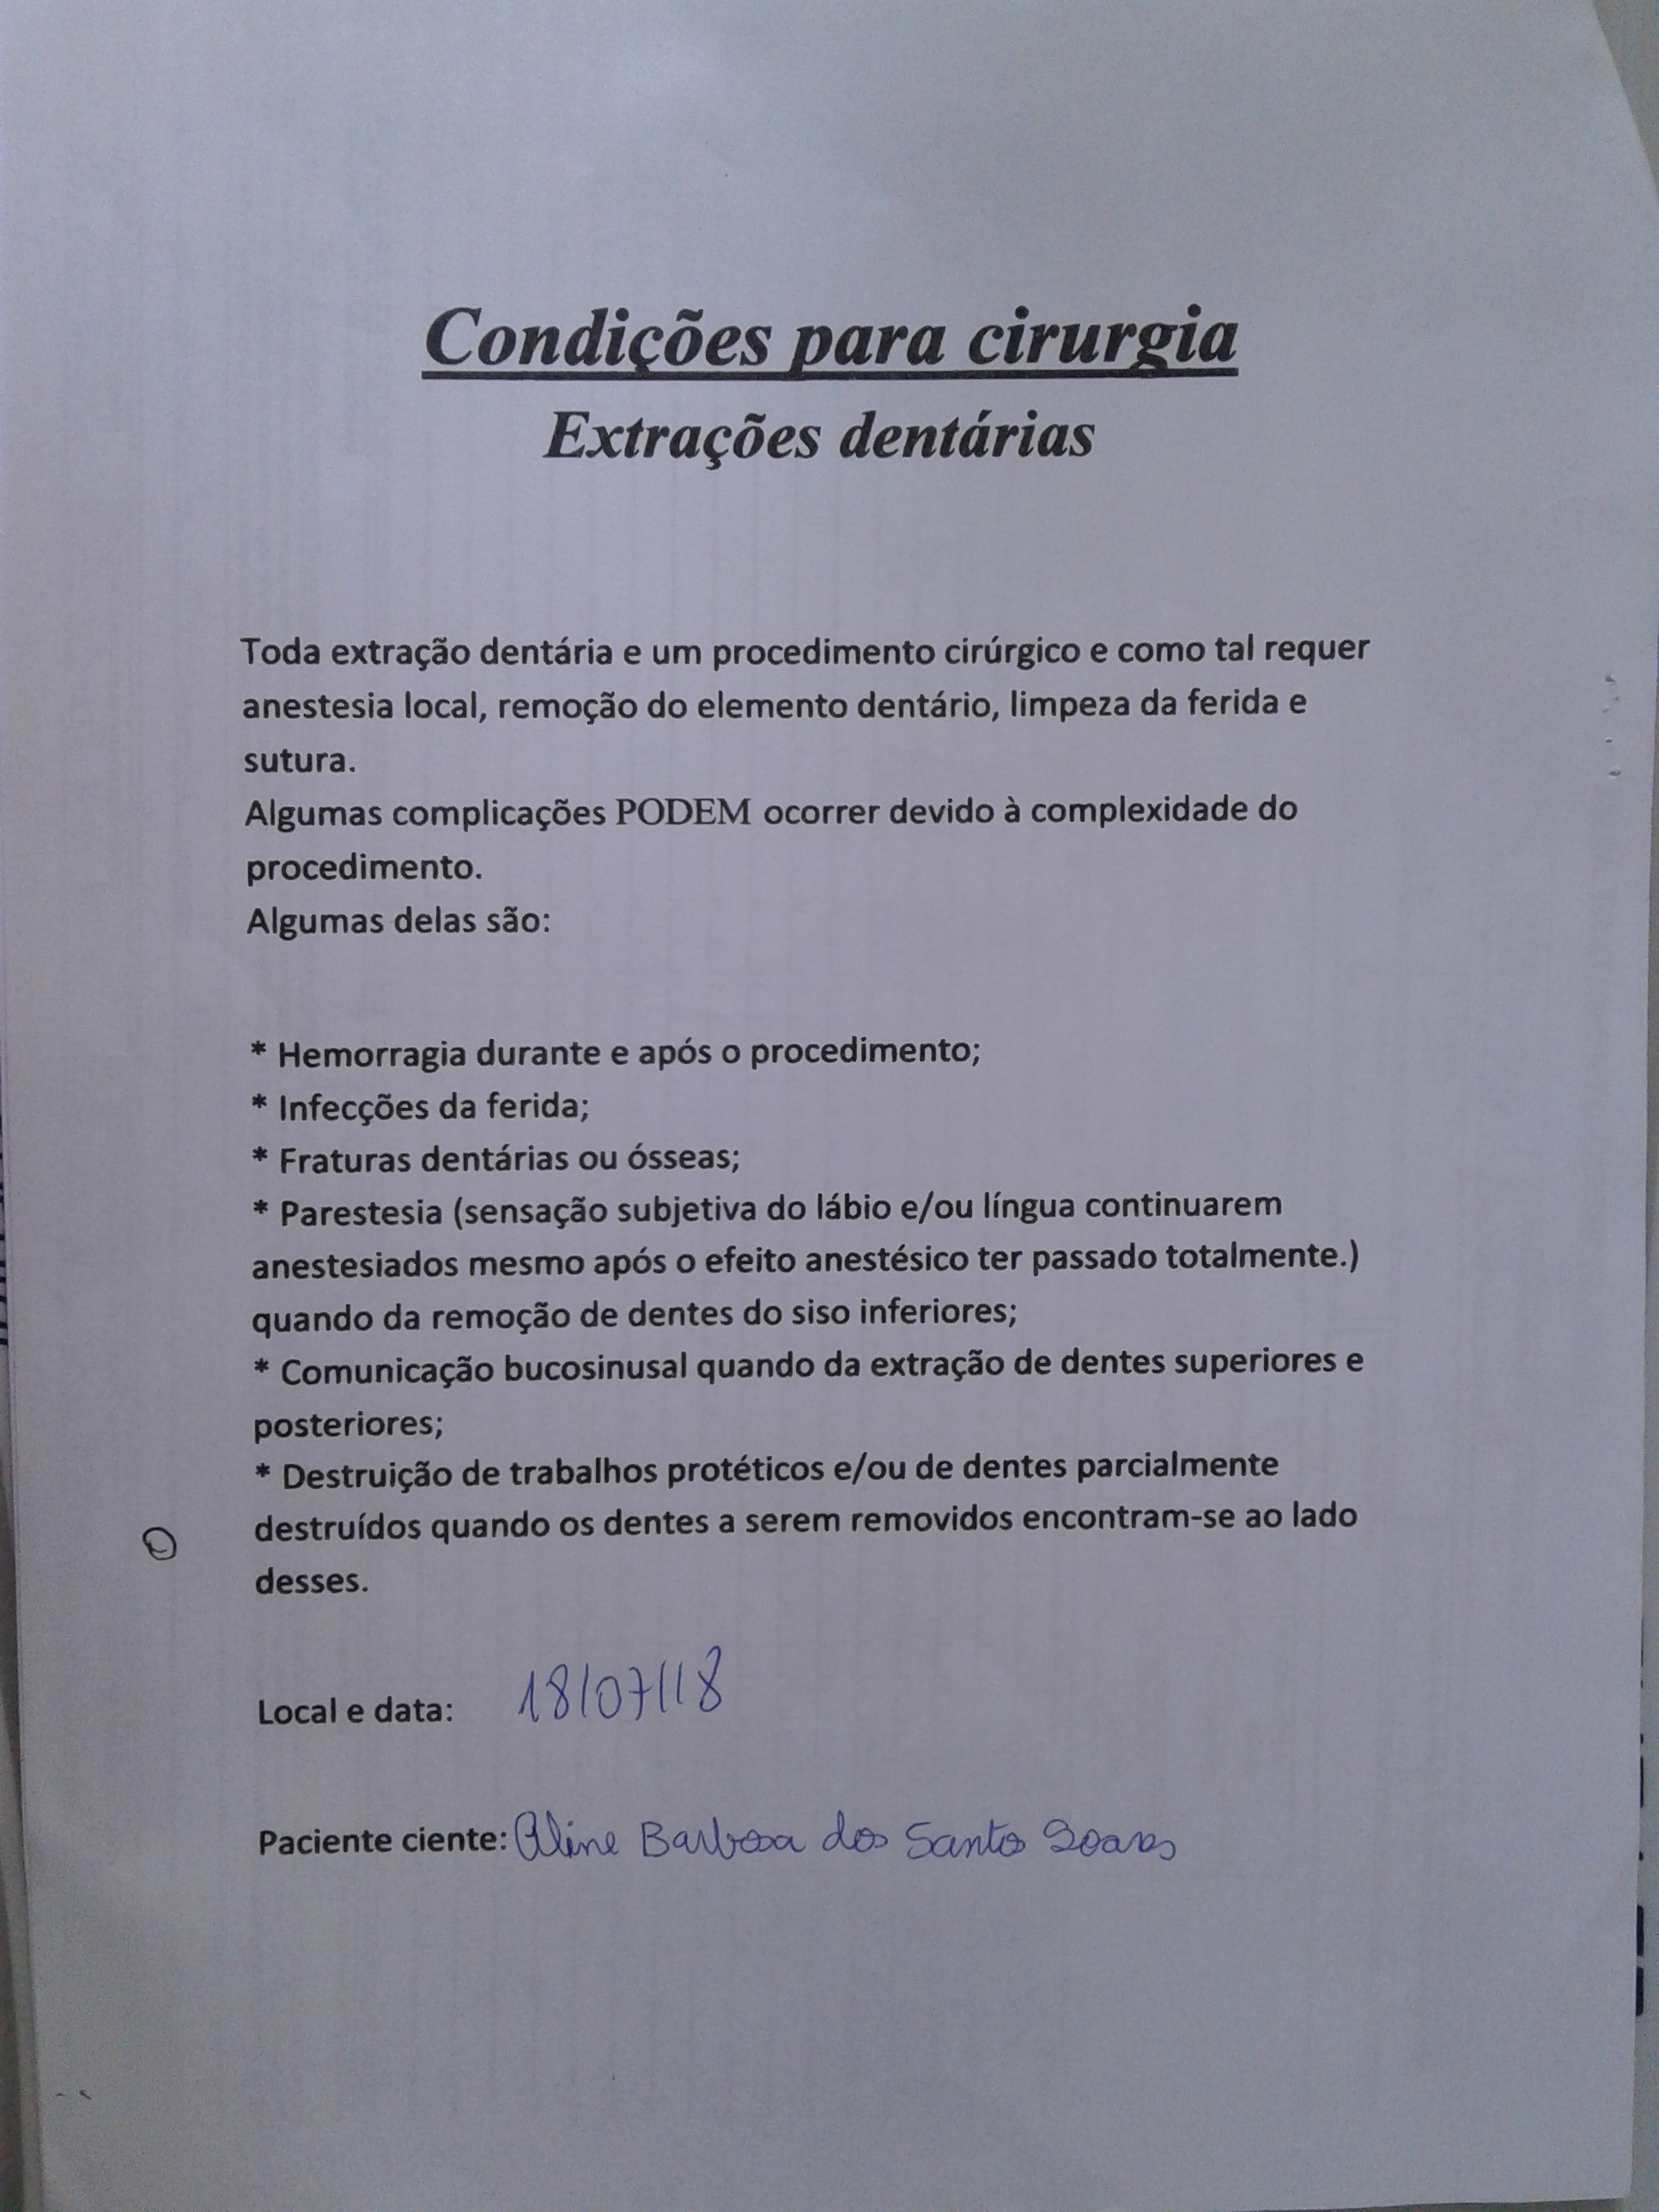 Condições para cirurgia
Extrações dentárias
Toda extração dentária e um procedimento cirúrgico e como tal requer
anestesia local, remoção do elemento dentário, limpeza da ferida e
sutura.
Algumas complicações PODEM ocorrer devido à complexidade do
procedimento.
Algumas delas são:
* Hemorragia durante e após o procedimento;
* Infecções da ferida;
* Fraturas dentárias ou ósseas;
* Parestesia (sensação subjetiva do lábio e/ou língua continuarem
anestesiados mesmo após o efeito anestésico ter passado totalmente.)
quando da remoção de dentes do siso inferiores;
* Comunicação bucosinusal quando da extração de dentes superiores e
posteriores;
* Destruição de trabalhos protéticos e/ou de dentes parcialmente
destruídos quando os dentes a serem removidos encontram-se ao lado
desses.
Local e data: 18/07/18
Paciente ciente: Aline Barbosa dos Santos Soares